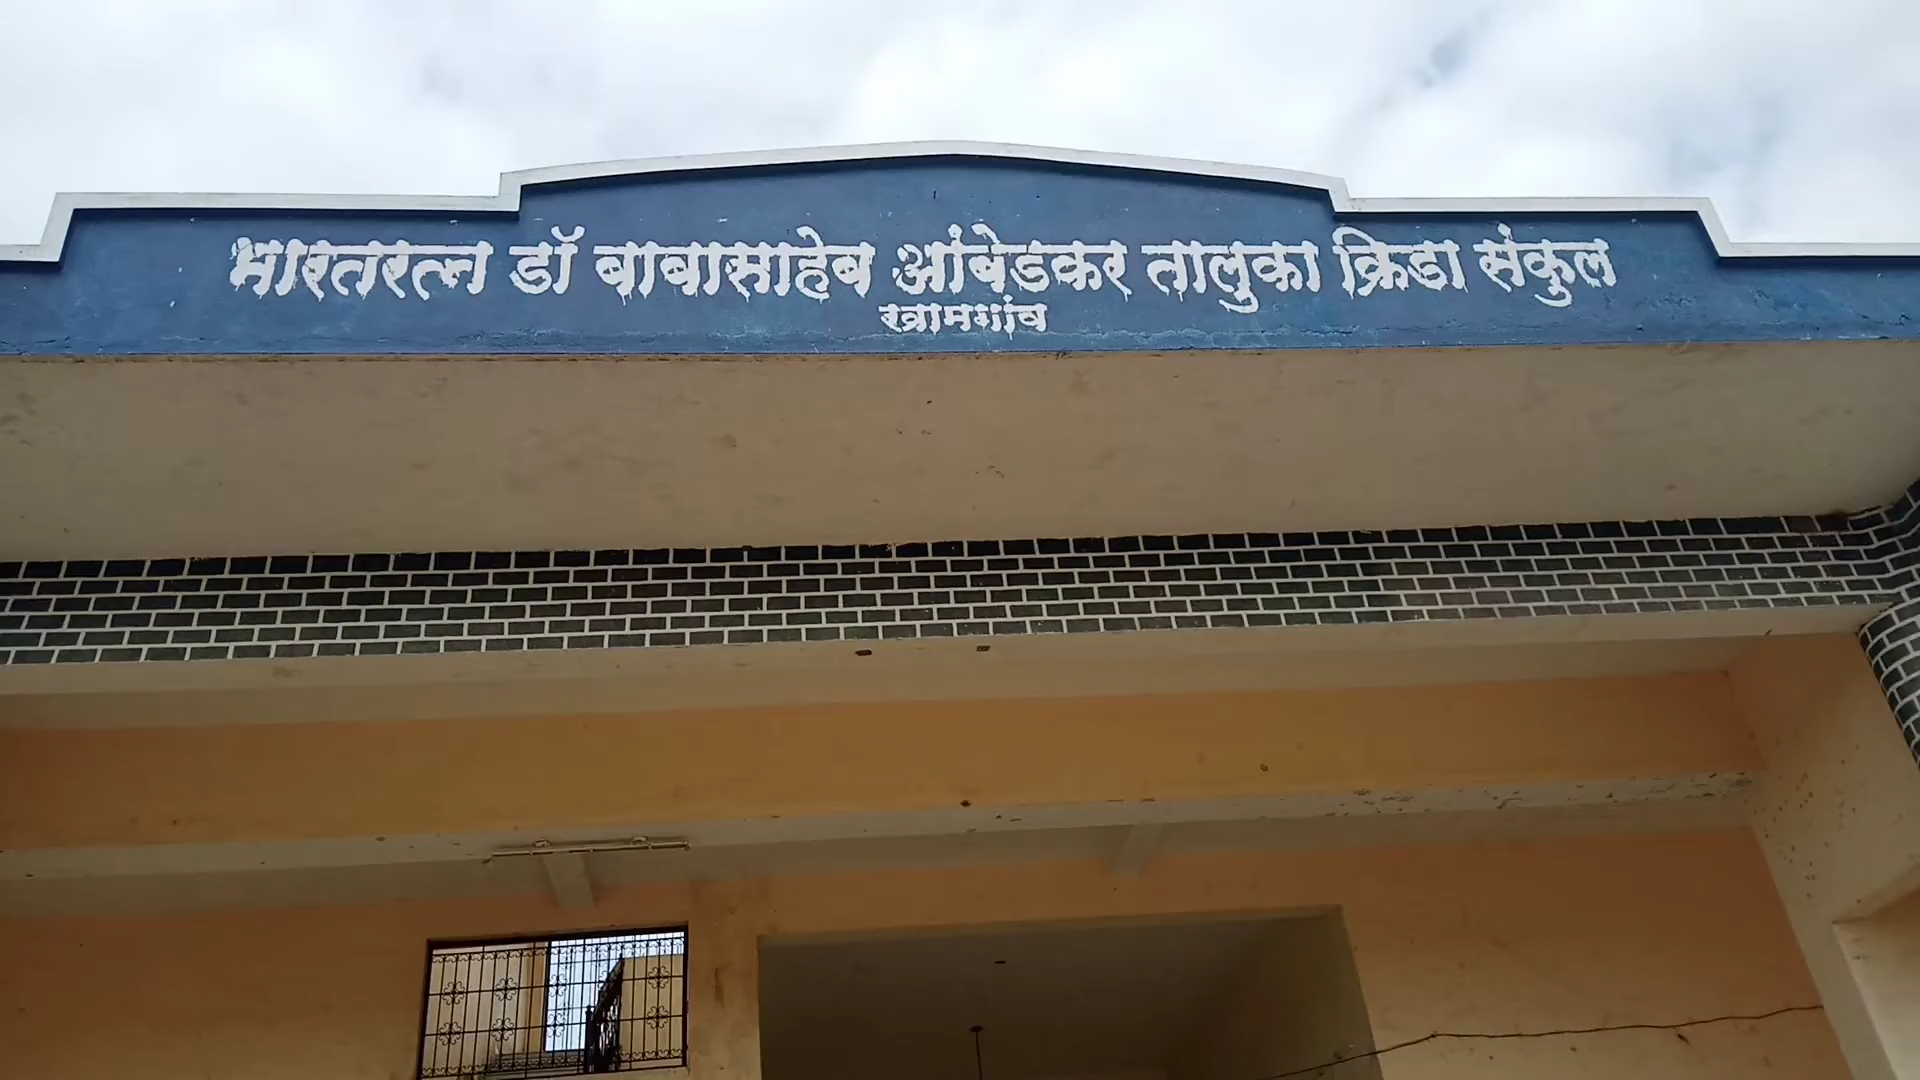 भारतरत्न डॉ बाबासाहेब आंबेडकर तालुका क्रिडा संकुल
खामगांव